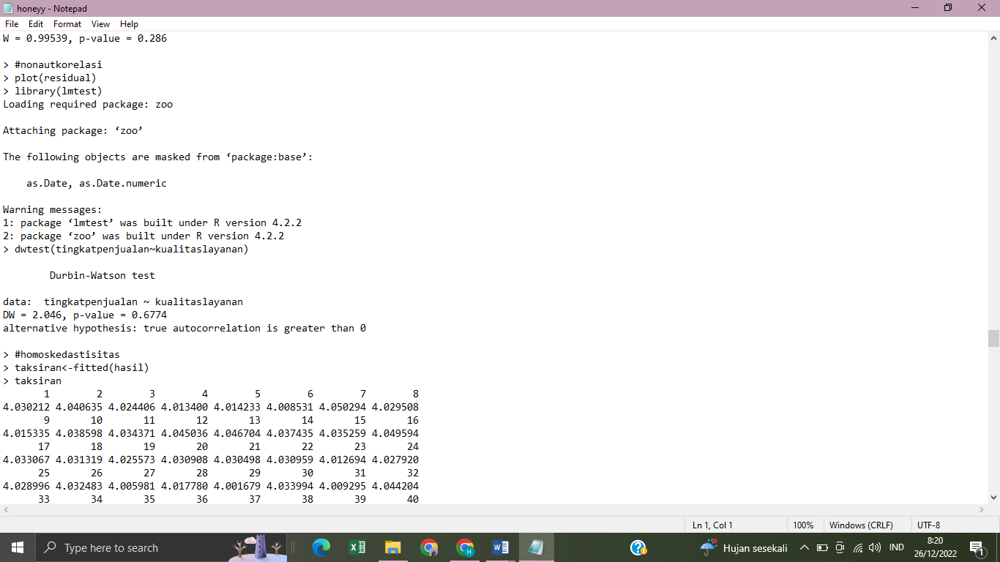 honeyy - Notepad
File Edit Format View Help
W = 0.99539, p-value = 0.286
> #nonautkorelasi
> plot(residual)
> library(lmtest)
Loading required package: zoo
Attaching package: ‘zoo’
The following objects are masked from ‘package:base’:
as.Date, as.Date.numeric
Warning messages:
1: package ‘lmtest’ was built under R version 4.2.2
2: package ‘zoo’ was built under R version 4.2.2
> dwtest(tingkatpenjualan~kualitaslayanan)
Durbin-Watson test
data:  tingkatpenjualan ~ kualitaslayanan
DW = 2.046, p-value = 0.6774
alternative hypothesis: true autocorrelation is greater than 0
> #homoskedastisitas
> taksiran<-fitted(hasil)
> taksiran
1 2 3 4 5 6 7 8
4.030212 4.040635 4.024406 4.013400 4.014233 4.008531 4.050294 4.029508
9 10 11 12 13 14 15 16
4.015335 4.038598 4.034371 4.045036 4.046704 4.037435 4.035259 4.049594
17 18 19 20 21 22 23 24
4.033067 4.031319 4.025573 4.030908 4.030498 4.030959 4.012694 4.027920
25 26 27 28 29 30 31 32
4.028996 4.032483 4.005981 4.017780 4.001679 4.033994 4.009295 4.044204
33 34 35 36 37 38 39 40
Ln 1, Col 1 100% Windows (CRLF) UTF-8
Type here to search
Hujan sesekali IND
8:20
26/12/2022
1